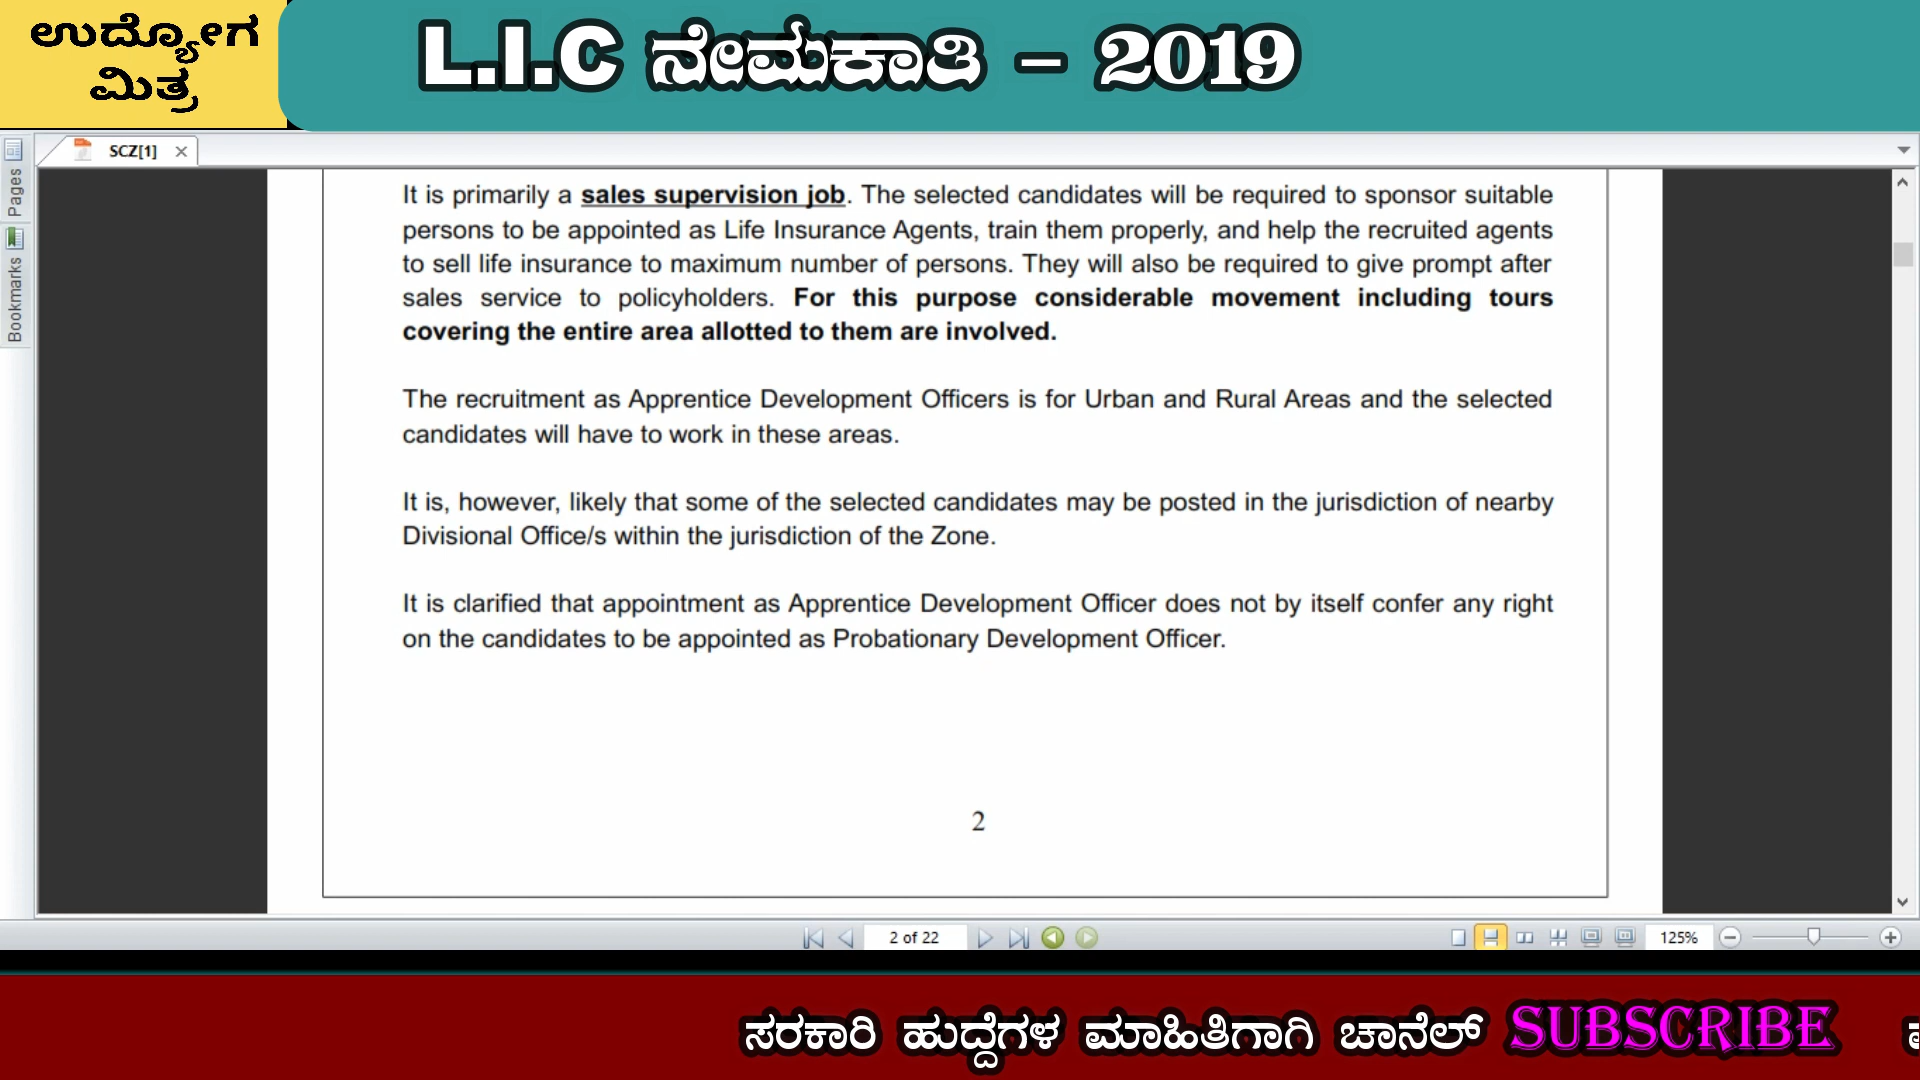 ಉದ್ಯೋಗ
ಮಿತ್ರ
L.I.C ನೇಮಕಾತಿ – 2019
SCZ[1]
Pages
Bookmarks
It is primarily a sales supervision job. The selected candidates will be required to sponsor suitable
persons to be appointed as Life Insurance Agents, train them properly, and help the recruited agents
to sell life insurance to maximum number of persons. They will also be required to give prompt after
sales service to policyholders. For this purpose considerable movement including tours
covering the entire area allotted to them are involved.
The recruitment as Apprentice Development Officers is for Urban and Rural Areas and the selected
candidates will have to work in these areas.
It is, however, likely that some of the selected candidates may be posted in the jurisdiction of nearby
Divisional Office/s within the jurisdiction of the Zone.
It is clarified that appointment as Apprentice Development Officer does not by itself confer any right
on the candidates to be appointed as Probationary Development Officer.
2
2 of 22
125%
ಸರಕಾರಿ ಹುದ್ದೆಗಳ ಮಾಹಿತಿಗಾಗಿ ಚಾನೆಲ್ SUBSCRIBE